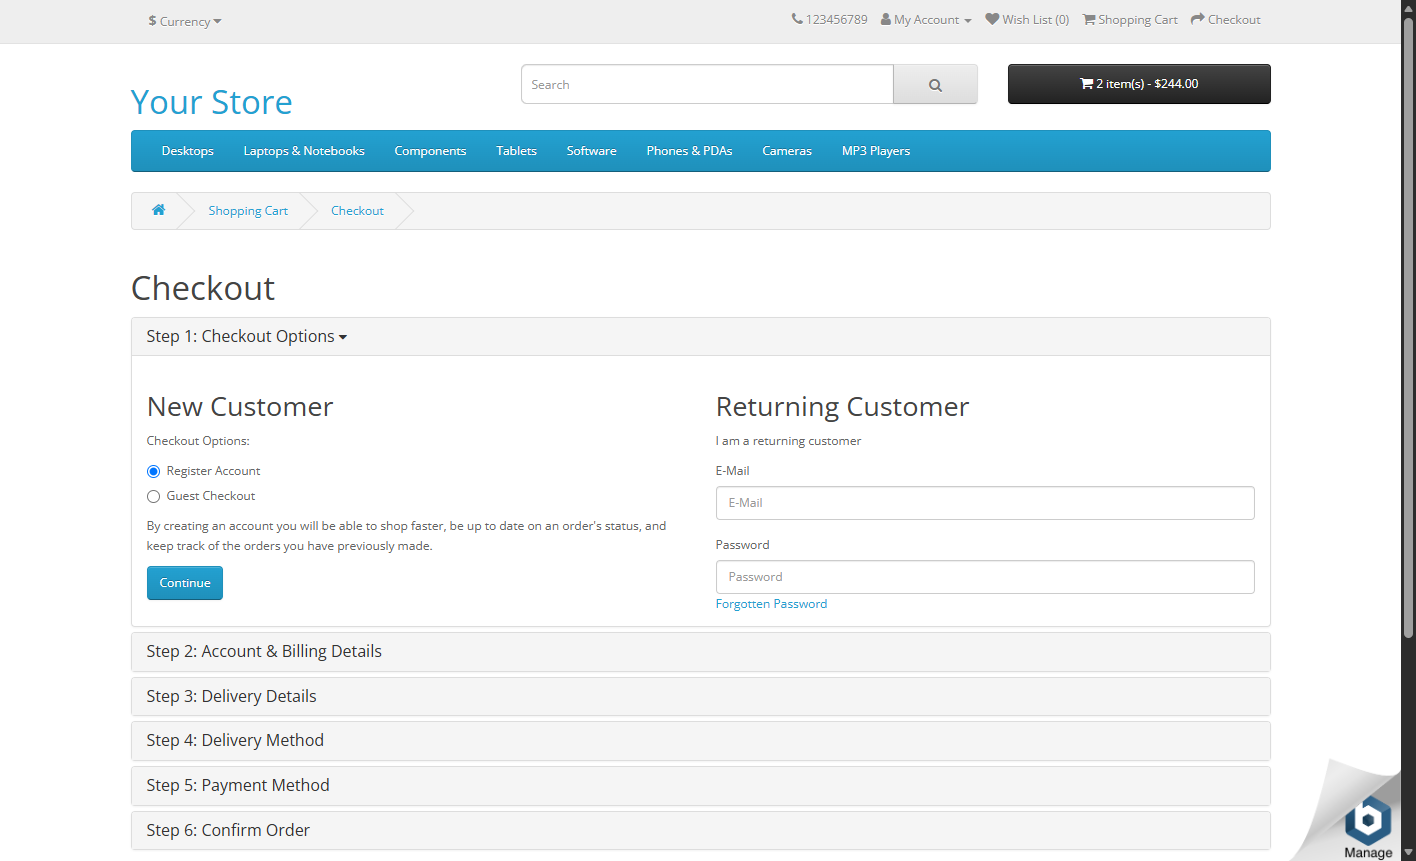 $ Currency
123456789 My Account Wish List (0) Shopping Cart Checkout
Your Store
Search
2 item(s) - $244.00
Desktops Laptops & Notebooks Components Tablets Software Phones & PDAs Cameras MP3 Players
Shopping Cart Checkout
Checkout
Step 1: Checkout Options
New Customer
Checkout Options:
Register Account
Guest Checkout
By creating an account you will be able to shop faster, be up to date on an order's status, and
keep track of the orders you have previously made.
Continue
Returning Customer
I am a returning customer
E-Mail
E-Mail
Password
Password
Forgotten Password
Step 2: Account & Billing Details
Step 3: Delivery Details
Step 4: Delivery Method
Step 5: Payment Method
Step 6: Confirm Order
Manage